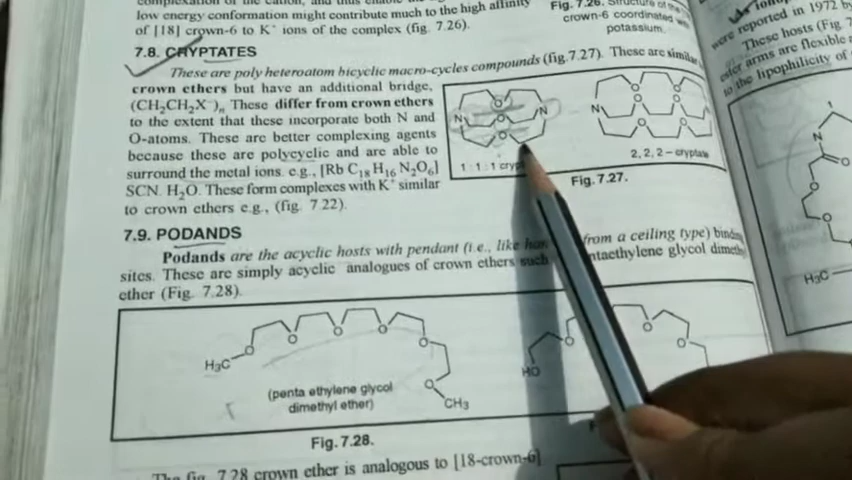 low energy conformation might contribute much to the high affinity
of [18] crown-6 to K⁺ ions of the complex (fig. 7.26).
Fig. 7.26. Structure of
crown-6 coordinated
potassium.
7.8. CRYPTATES
These are poly heteroatom bicyclic macro-cycles compounds (fig.7.27). These are similar
crown ethers but have an additional bridge,
(CH₂CH₂X⁻)ₙ These differ from crown ethers
to the extent that these incorporate both N and
O-atoms. These are better complexing agents
because these are polycyclic and are able to
surround the metal ions. e.g., [Rb C₁₈ H₁₆ N₂O₆]
SCN. H₂O. These form complexes with K⁺ similar
to crown ethers e.g., (fig. 7.22).
N
O
O
O
N
1 : 1 : 1
N
O
O
O
O
O
O
2, 2, 2 – cryptate
Fig. 7.27.
7.9. PODANDS
Podands are the acyclic hosts with pendant (i.e., like from a ceiling type)
sites. These are simply acyclic analogues of crown ethers such glycol
ether (Fig. 7.28).
H₃C
O
O
O
O
O
O
CH₃
(penta ethylene glycol
dimethyl ether)
HO
O
O
O
Fig. 7.28.
fig. 7.28 crown ether is analogous to [18-crown-6]
were reported in 1972 by
These hosts (Fig. 7
arms are flexible
to the lipophilicity of
N
O
O
O
H₃C